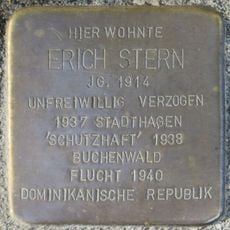 HIER WOHNTE
ERICH STERN
JG. 1914
UNFREIWILLIG VERZOGEN
1937 STADTHAGEN
'SCHUTZHAFT' 1938
BUCHENWALD
FLUCHT 1940
DOMINIKANISCHE REPUBLIK